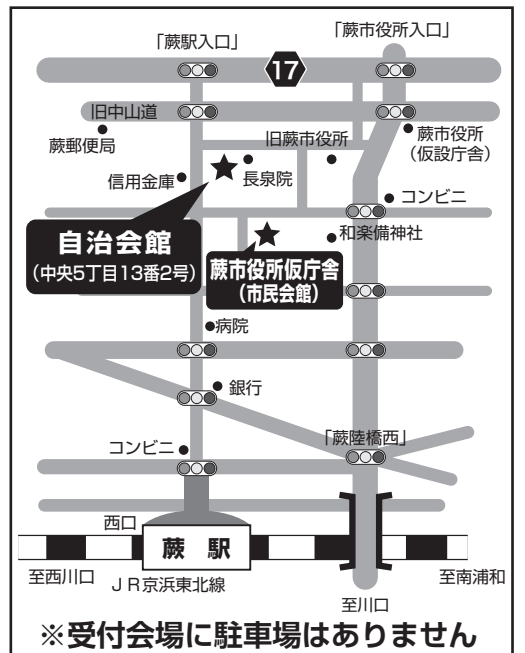 「蕨駅入口」
「蕨市役所入口」
17
旧中山道
蕨郵便局
旧蕨市役所
蕨市役所
（仮設庁舎）
信用金庫
長泉院
コンビニ
自治会館
（中央5丁目13番2号）
和楽備神社
蕨市役所仮庁舎
（市民会館）
病院
銀行
「蕨陸橋西」
コンビニ
西口
蕨 駅
至西川口
ＪＲ京浜東北線
至南浦和
至川口
※受付会場に駐車場はありません